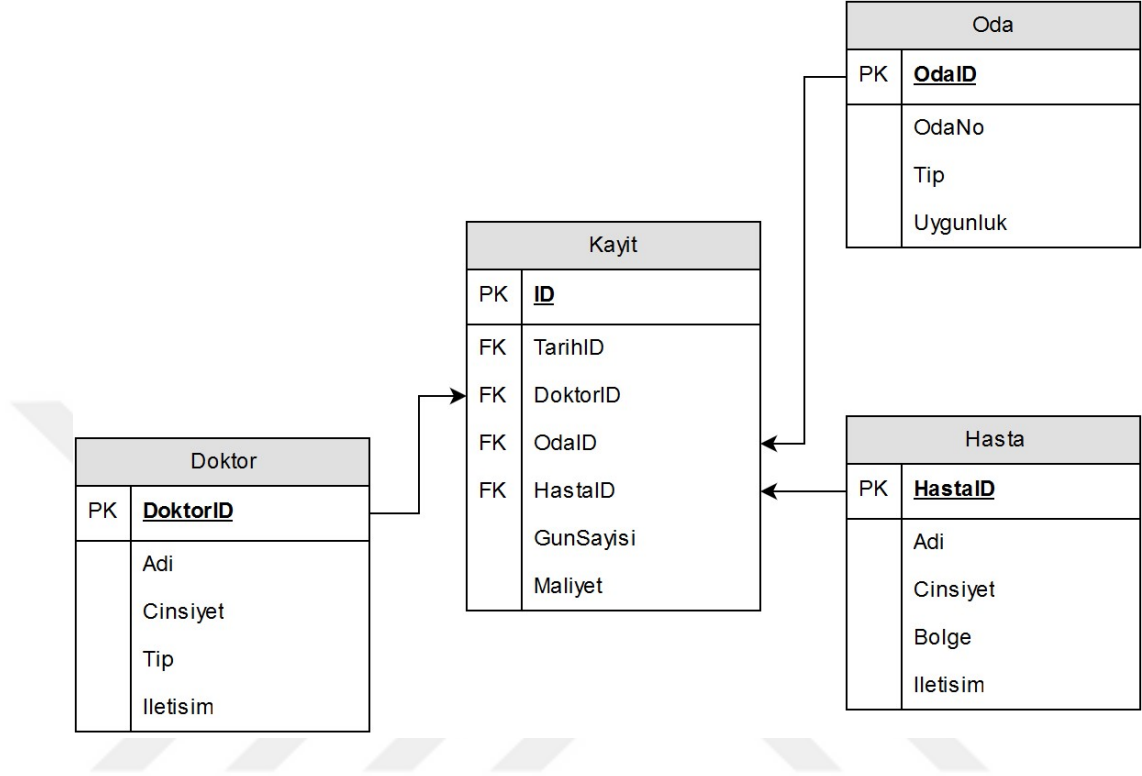 Oda
PK OdaID
OdaNo
Tip
Uygunluk
Kayit
PK ID
FK TarihID
FK DoktorID
FK OdaID
FK HastaID
GunSayisi
Maliyet
Doktor
PK DoktorID
Adi
Cinsiyet
Tip
Iletisim
Hasta
PK HastaID
Adi
Cinsiyet
Bolge
Iletisim